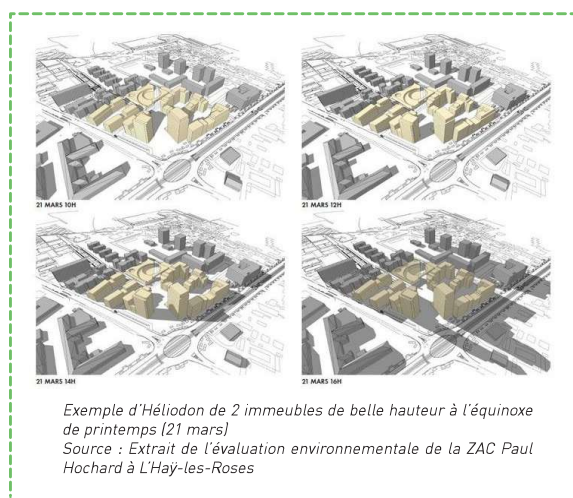 21 MARS 10H
21 MARS 12H
21 MARS 14H
21 MARS 16H
Exemple d'Héliodon de 2 immeubles de belle hauteur à l'équinoxe
de printemps (21 mars)
Source : Extrait de l'évaluation environnementale de la ZAC Paul
Hochard à L'Haÿ-les-Roses